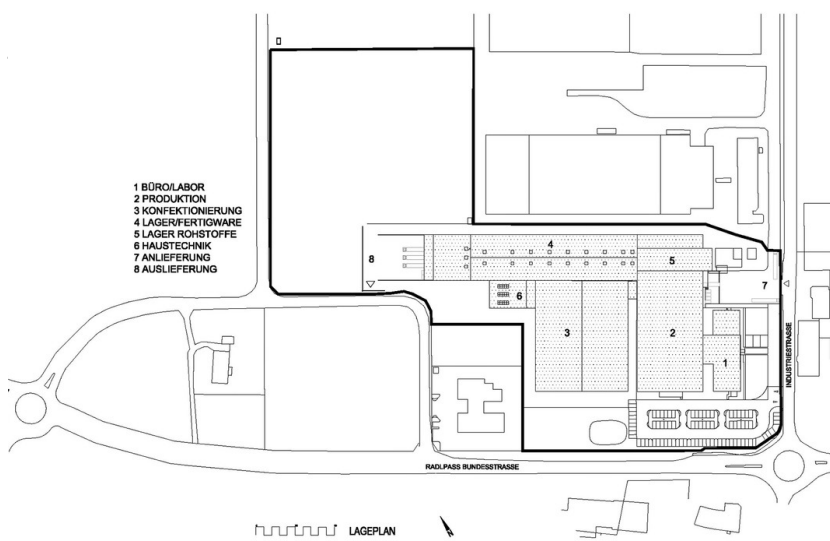 1 BÜRO/LABOR
2 PRODUKTION
3 KONFEKTIONIERUNG
4 LAGER/FERTIGWARE
5 LAGER ROHSTOFFE
6 HAUSTECHNIK
7 ANLIEFERUNG
8 AUSLIEFERUNG
4
8
5
7
6
3
2
1
INDUSTRIESTRASSE
RADLPASS BUNDESSTRASSE
LAGEPLAN